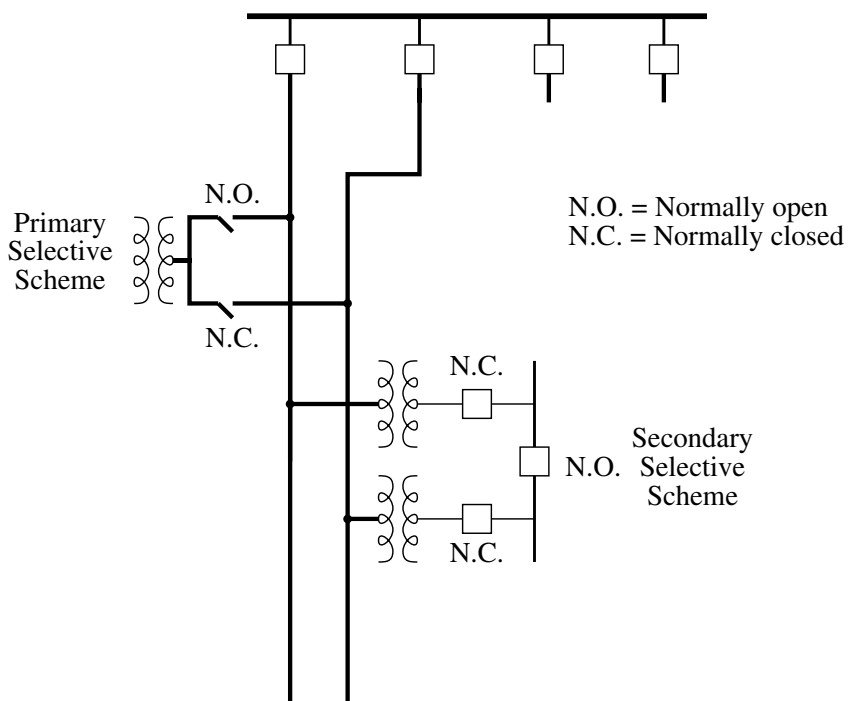 N.O.
Primary
Selective
Scheme
N.O. = Normally open
N.C. = Normally closed
N.C.
N.C.
N.O.
Secondary
Selective
Scheme
N.C.